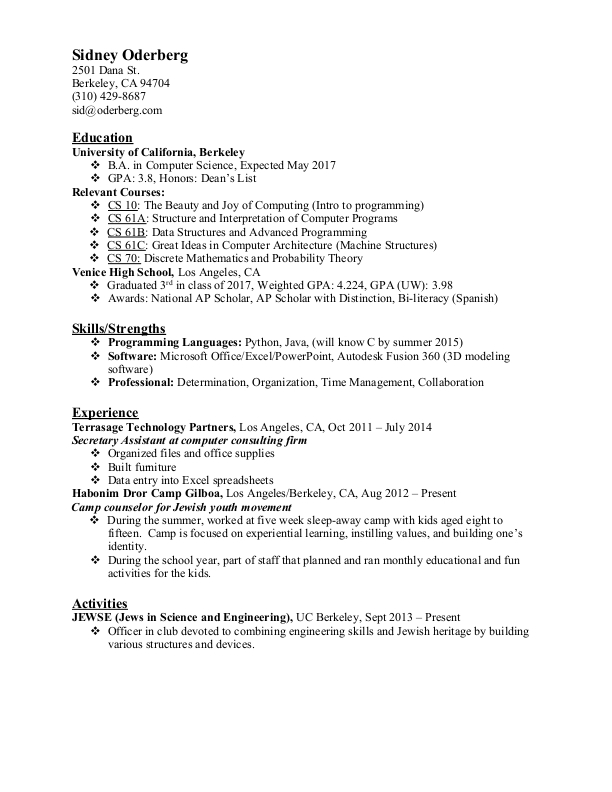 Sidney Oderberg
2501 Dana St.
Berkeley, CA 94704
(310) 429-8687
sid@oderberg.com
Education
University of California, Berkeley
❖ B.A. in Computer Science, Expected May 2017
❖ GPA: 3.8, Honors: Dean’s List
Relevant Courses:
❖ CS 10: The Beauty and Joy of Computing (Intro to programming)
❖ CS 61A: Structure and Interpretation of Computer Programs
❖ CS 61B: Data Structures and Advanced Programming
❖ CS 61C: Great Ideas in Computer Architecture (Machine Structures)
❖ CS 70: Discrete Mathematics and Probability Theory
Venice High School, Los Angeles, CA
❖ Graduated 3rd in class of 2017, Weighted GPA: 4.224, GPA (UW): 3.98
❖ Awards: National AP Scholar, AP Scholar with Distinction, Bi-literacy (Spanish)
Skills/Strengths
❖ Programming Languages: Python, Java, (will know C by summer 2015)
❖ Software: Microsoft Office/Excel/PowerPoint, Autodesk Fusion 360 (3D modeling
software)
❖ Professional: Determination, Organization, Time Management, Collaboration
Experience
Terrasage Technology Partners, Los Angeles, CA, Oct 2011 – July 2014
Secretary Assistant at computer consulting firm
❖ Organized files and office supplies
❖ Built furniture
❖ Data entry into Excel spreadsheets
Habonim Dror Camp Gilboa, Los Angeles/Berkeley, CA, Aug 2012 – Present
Camp counselor for Jewish youth movement
❖ During the summer, worked at five week sleep-away camp with kids aged eight to
fifteen. Camp is focused on experiential learning, instilling values, and building one’s
identity.
❖ During the school year, part of staff that planned and ran monthly educational and fun
activities for the kids.
Activities
JEWSE (Jews in Science and Engineering), UC Berkeley, Sept 2013 – Present
❖ Officer in club devoted to combining engineering skills and Jewish heritage by building
various structures and devices.